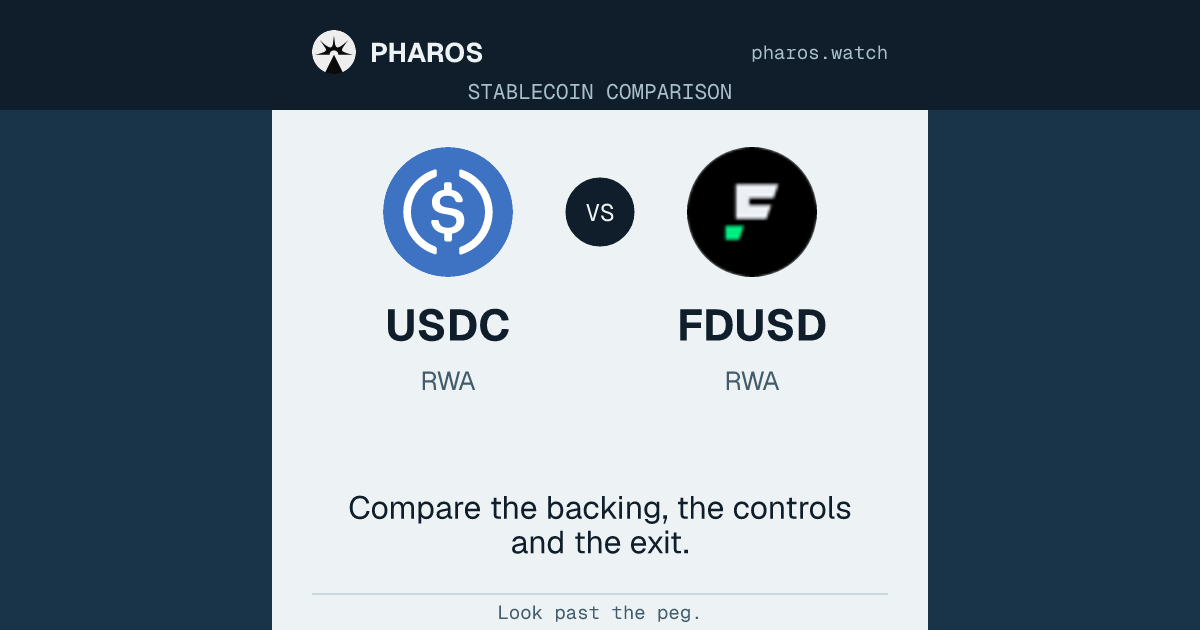 PHAROS
pharos.watch
STABLECOIN COMPARISON
VS
USDC
FDUSD
RWA
RWA
Compare the backing, the controls
and the exit.
Look past the peg.